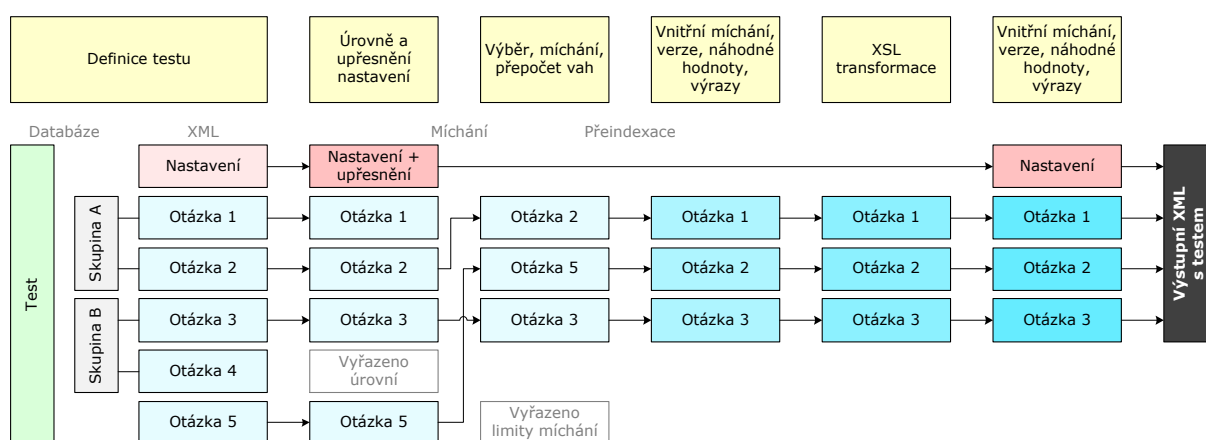 Definice testu
Úrovně a
upřesnění
nastavení
Výběr, míchání,
přepočet vah
Vnitřní míchání,
verze, náhodné
hodnoty,
výrazy
XSL
transformace
Vnitřní míchání,
verze, náhodné
hodnoty,
výrazy
Databáze
XML
Míchání
Přeindexace
Test
Nastavení
Nastavení +
upřesnění
Nastavení
Výstupní XML
s testem
Skupina A
Otázka 1
Otázka 1
Otázka 2
Otázka 1
Otázka 1
Otázka 1
Otázka 2
Otázka 2
Otázka 5
Otázka 2
Otázka 2
Otázka 2
Skupina B
Otázka 3
Otázka 3
Otázka 3
Otázka 3
Otázka 3
Otázka 3
Otázka 4
Vyřazeno
úrovní
Otázka 5
Otázka 5
Vyřazeno
limity míchání